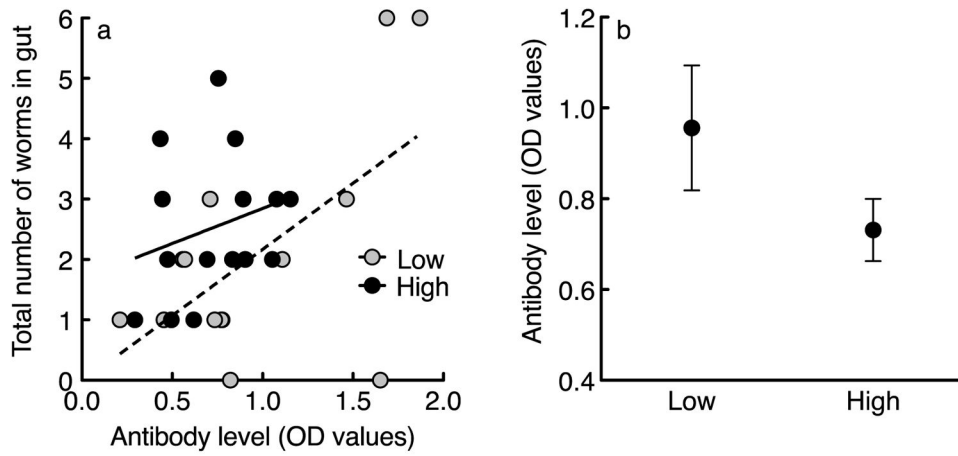 a
Total number of worms in gut
6
5
4
3
2
1
0
Low
High
0.0 0.5 1.0 1.5 2.0
Antibody level (OD values)
b
Antibody level (OD values)
1.2
1.0
0.8
0.6
0.4
Low High